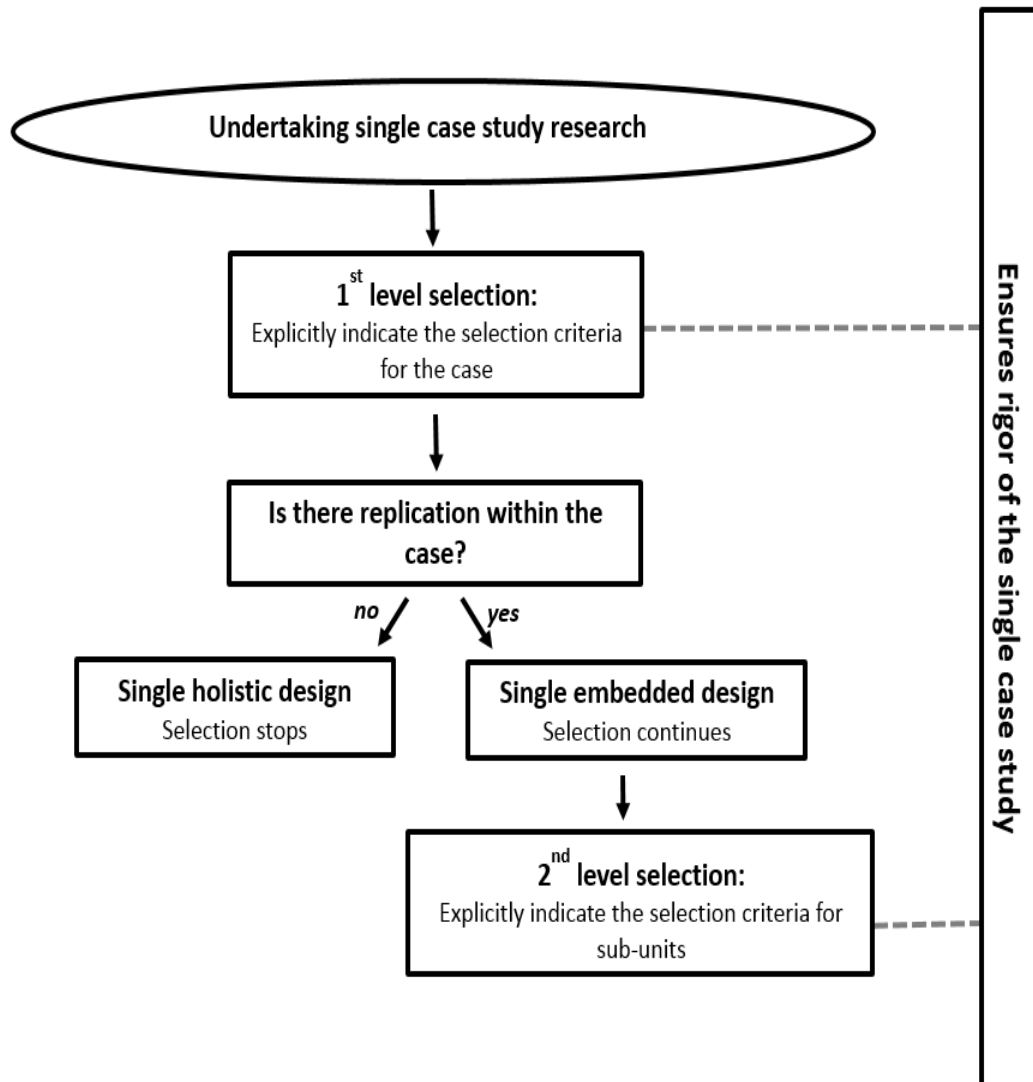 Undertaking single case study research
1st level selection:
Explicitly indicate the selection criteria
for the case
Is there replication within the
case?
no
yes
Single holistic design
Selection stops
Single embedded design
Selection continues
2nd level selection:
Explicitly indicate the selection criteria for
sub-units
Ensures rigor of the single case study